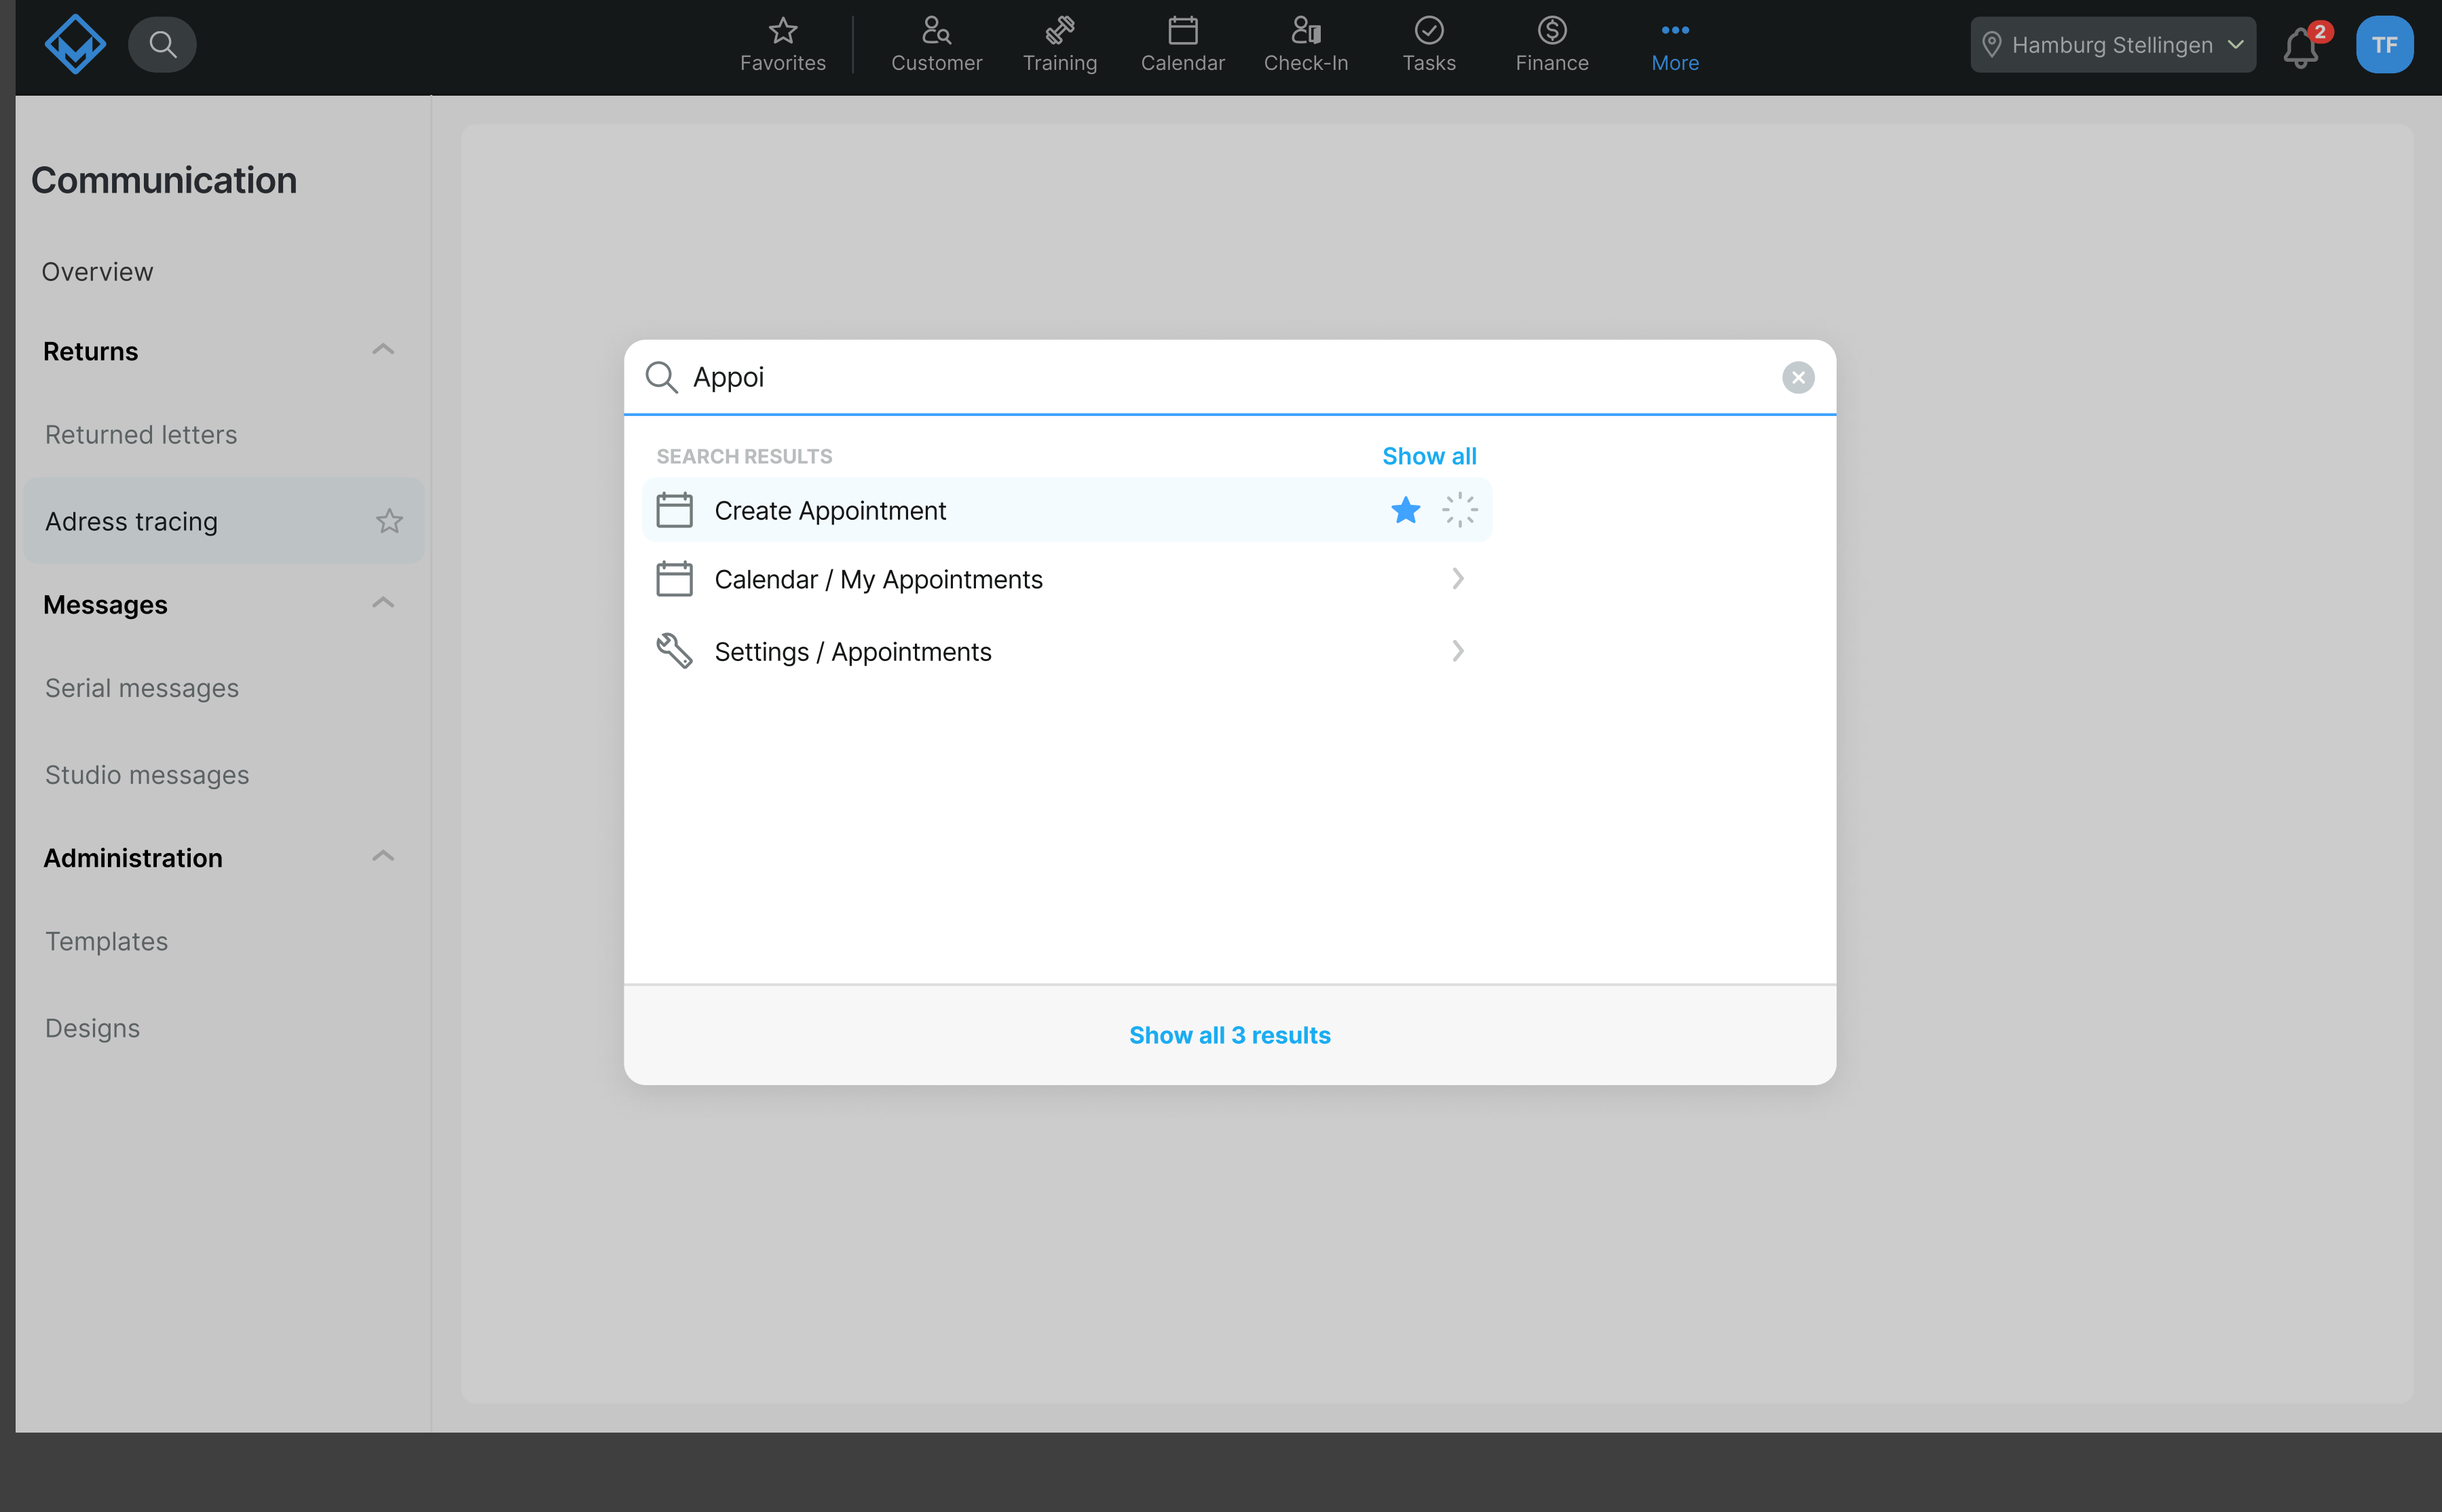 Favorites
Customer
Training
Calendar
Check-In
Tasks
Finance
More
Hamburg Stellingen
2
TF
Communication
Overview
Returns
Returned letters
Adress tracing
Messages
Serial messages
Studio messages
Administration
Templates
Designs
Appoi
SEARCH RESULTS
Show all
Create Appointment
Calendar / My Appointments
Settings / Appointments
Show all 3 results